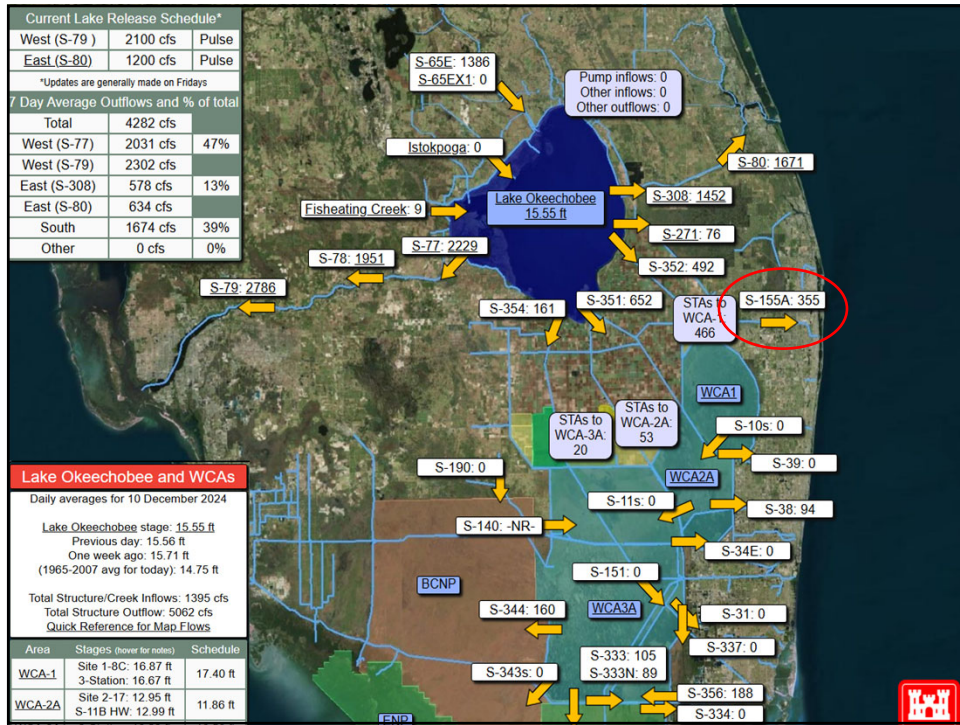 Current Lake Release Schedule*
West (S-79 ) 2100 cfs Pulse
East (S-80) 1200 cfs Pulse
*Updates are generally made on Fridays
7 Day Average Outflows and % of total
Total 4282 cfs
West (S-77) 2031 cfs 47%
West (S-79) 2302 cfs
East (S-308) 578 cfs 13%
East (S-80) 634 cfs
South 1674 cfs 39%
Other 0 cfs 0%
S-65E: 1386
S-65EX1: 0
Pump inflows: 0
Other inflows: 0
Other outflows: 0
Istokpoga: 0
S-80: 1671
Lake Okeechobee
15.55 ft
S-308: 1452
Fisheating Creek: 9
S-271: 76
S-77: 2229
S-78: 1951
S-352: 492
S-79: 2786
S-354: 161
S-351: 652
STAs to
WCA-1:
466
S-155A: 355
WCA1
STAs to
WCA-3A:
20
STAs to
WCA-2A:
53
S-10s: 0
S-39: 0
S-190: 0
WCA2A
S-11s: 0
S-38: 94
S-140: -NR-
S-34E: 0
S-151: 0
BCNP
WCA3A
S-31: 0
S-344: 160
S-337: 0
S-333: 105
S-333N: 89
S-343s: 0
S-356: 188
S-334: 0
ENP
Lake Okeechobee and WCAs
Daily averages for 10 December 2024
Lake Okeechobee stage: 15.55 ft
Previous day: 15.56 ft
One week ago: 15.71 ft
(1965-2007 avg for today): 14.75 ft
Total Structure/Creek Inflows: 1395 cfs
Total Structure Outflow: 5062 cfs
Quick Reference for Map Flows
Area Stages (hover for notes) Schedule
WCA-1 Site 1-8C: 16.87 ft 17.40 ft
3-Station: 16.67 ft
WCA-2A Site 2-17: 12.95 ft 11.86 ft
S-11B HW: 12.99 ft